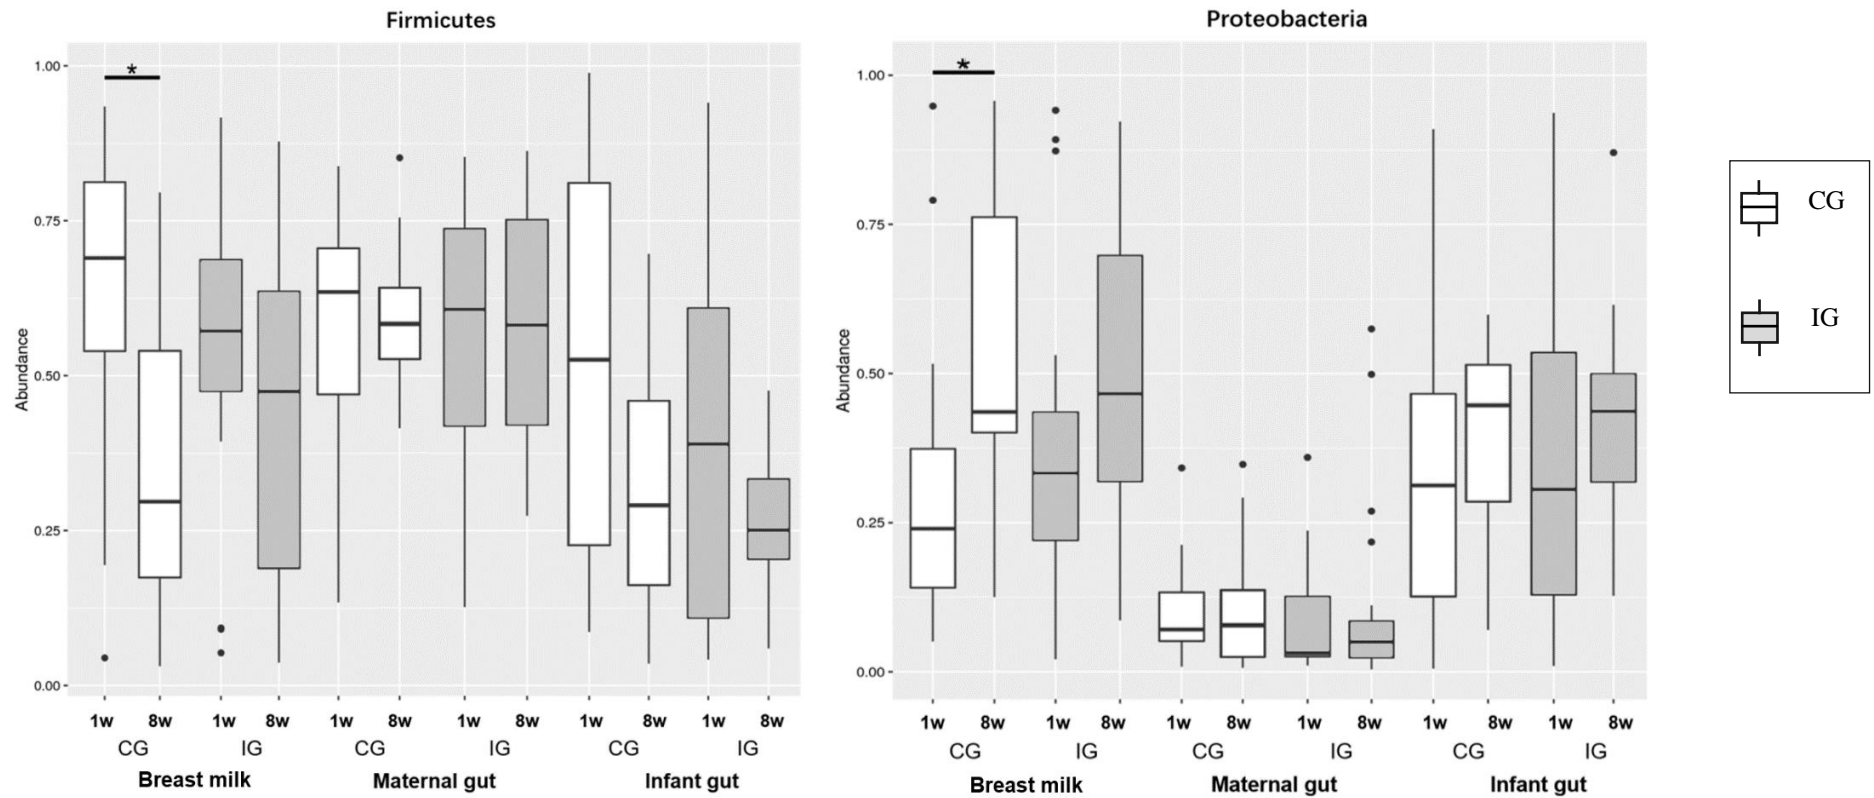 Firmicutes
*
1.00
0.75
0.50
0.25
0.00
Abundance
1w 8w 1w 8w 1w 8w 1w 8w 1w 8w 1w 8w
CG IG CG IG CG IG
Breast milk Maternal gut Infant gut
Proteobacteria
*
1.00
0.75
0.50
0.25
0.00
Abundance
1w 8w 1w 8w 1w 8w 1w 8w 1w 8w 1w 8w
CG IG CG IG CG IG
Breast milk Maternal gut Infant gut
CG
IG